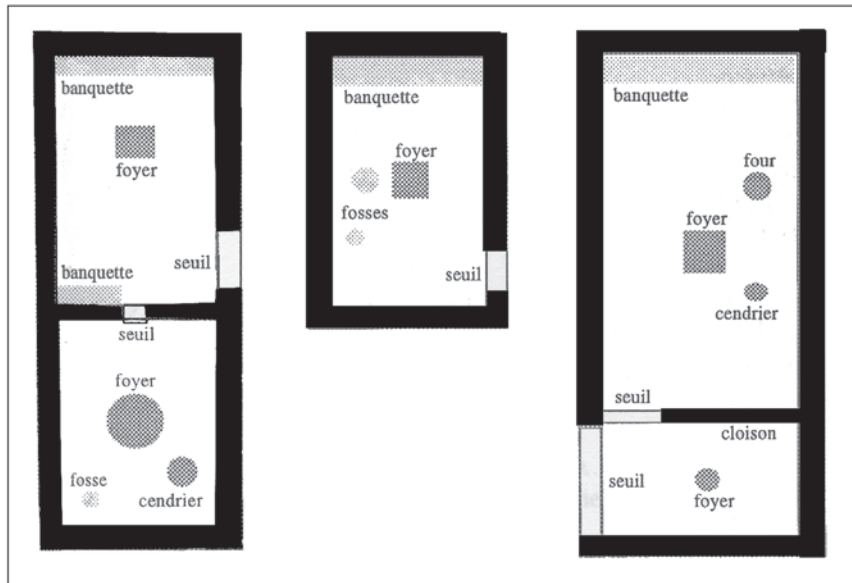 banquette
foyer
seuil
banquette
seuil
foyer
fosse
cendrier
banquette
foyer
fosses
seuil
banquette
four
foyer
cendrier
seuil
cloison
seuil
foyer